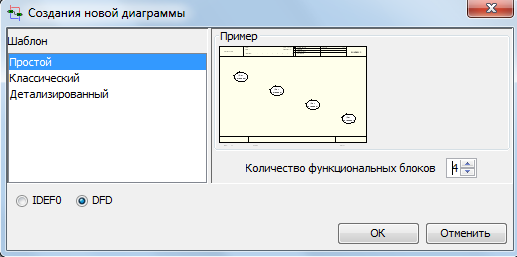 Создания новой диаграммы
Шаблон
Простой
Классический
Детализированный
Пример
Количество функциональных блоков 4
IDEF0 DFD
OK Отменить